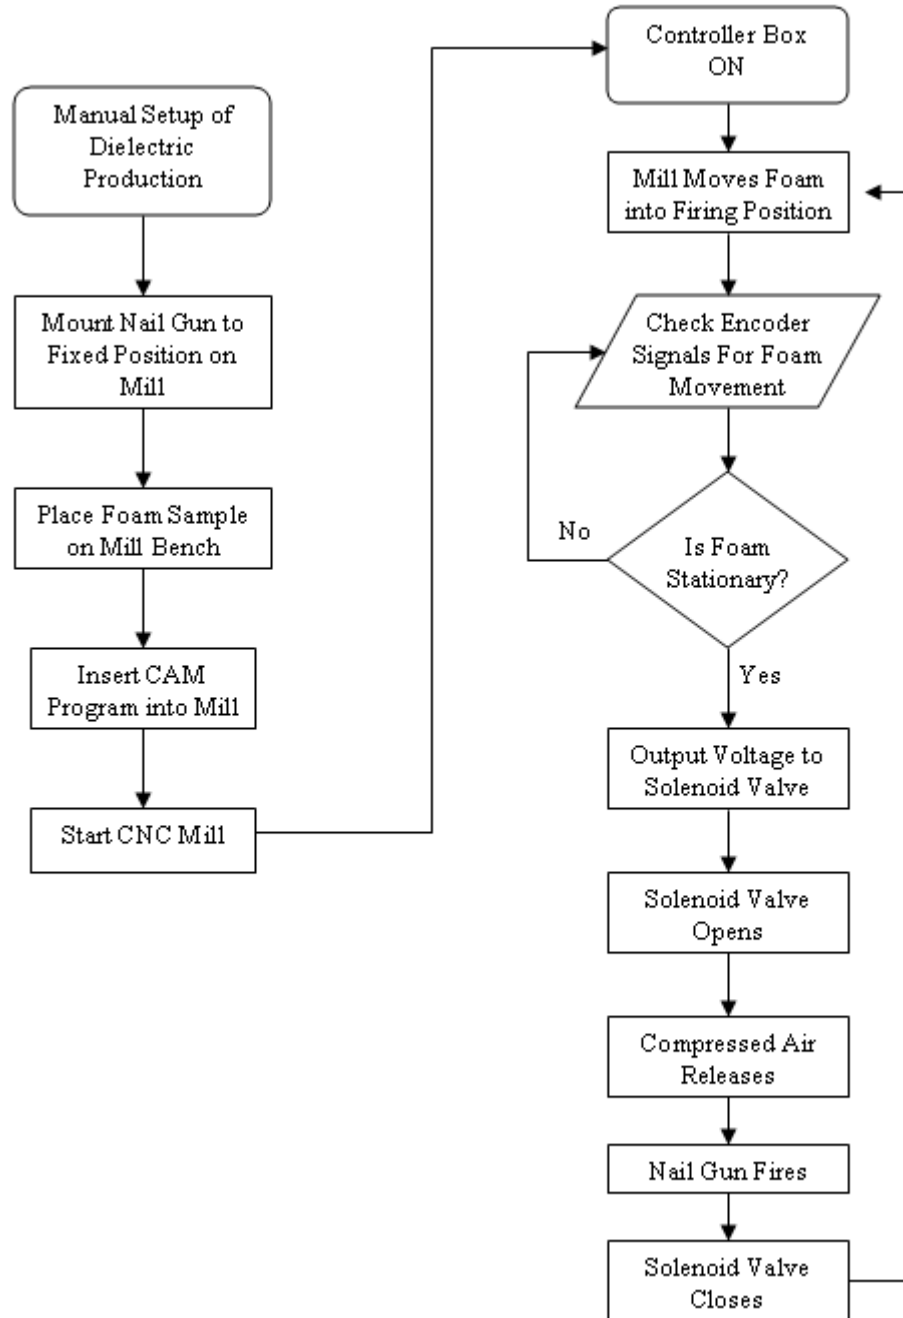 Manual Setup of
Dielectric
Production
Mount Nail Gun to
Fixed Position on
Mill
Place Foam Sample
on Mill Bench
Insert CAM
Program into Mill
Start CNC Mill
Controller Box
ON
Mill Moves Foam
into Firing Position
Check Encoder
Signals For Foam
Movement
Is Foam
Stationary?
No
Yes
Output Voltage to
Solenoid Valve
Solenoid Valve
Opens
Compressed Air
Releases
Nail Gun Fires
Solenoid Valve
Closes